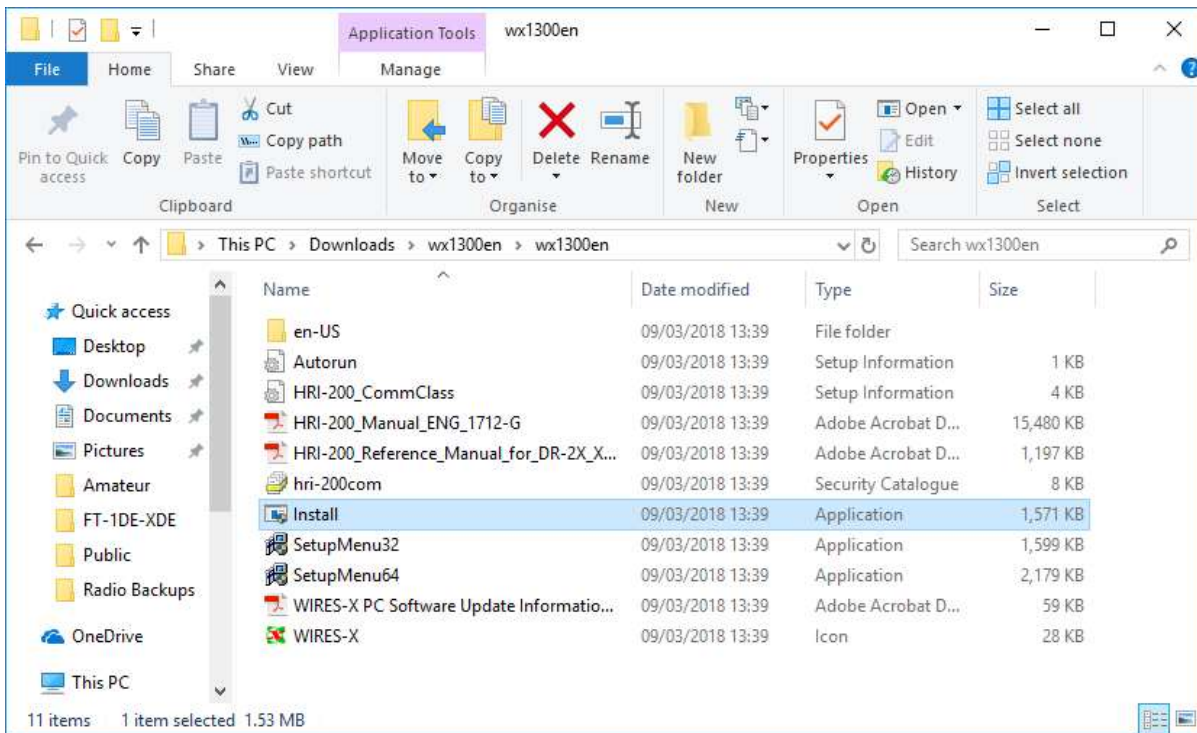 Application Tools wx1300en
File Home Share View Manage
Pin to Quick access
Copy
Paste
Cut
Copy path
Paste shortcut
Clipboard
Move to
Copy to
Delete
Rename
Organise
New folder
New
Properties
Open
Edit
History
Open
Select all
Select none
Invert selection
Select
This PC > Downloads > wx1300en > wx1300en
Search wx1300en
Quick access
Desktop
Downloads
Documents
Pictures
Amateur
FT-1DE-XDE
Public
Radio Backups
OneDrive
This PC
Name Date modified Type Size
en-US 09/03/2018 13:39 File folder
Autorun 09/03/2018 13:39 Setup Information 1 KB
HRI-200_CommClass 09/03/2018 13:39 Setup Information 4 KB
HRI-200_Manual_ENG_1712-G 09/03/2018 13:39 Adobe Acrobat D... 15,480 KB
HRI-200_Reference_Manual_for_DR-2X_X... 09/03/2018 13:39 Adobe Acrobat D... 1,197 KB
hri-200com 09/03/2018 13:39 Security Catalogue 8 KB
Install 09/03/2018 13:39 Application 1,571 KB
SetupMenu32 09/03/2018 13:39 Application 1,599 KB
SetupMenu64 09/03/2018 13:39 Application 2,179 KB
WIRES-X PC Software Update Informatio... 09/03/2018 13:39 Adobe Acrobat D... 59 KB
WIRES-X 09/03/2018 13:39 Icon 28 KB
11 items 1 item selected 1.53 MB